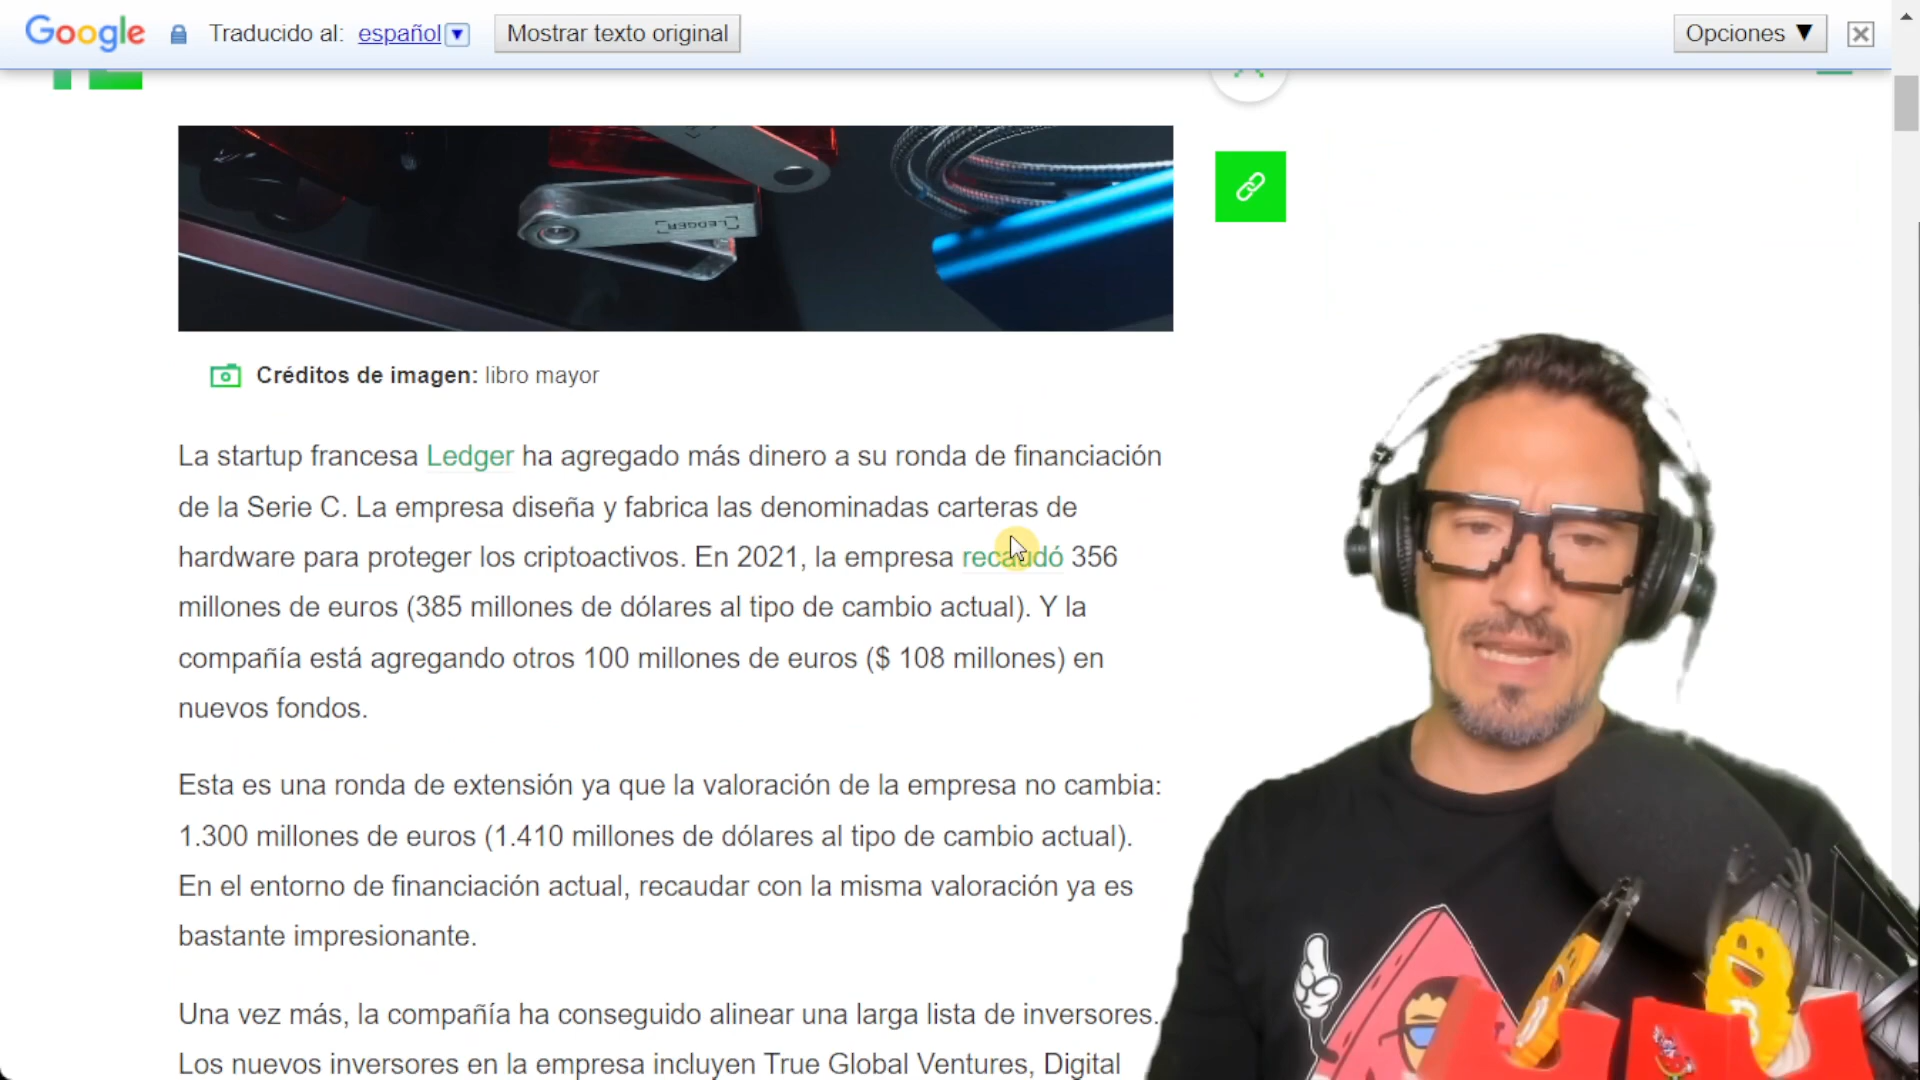 Google Traducido al: español Mostrar texto original Opciones ▼
LEDGER
Créditos de imagen: libro mayor
La startup francesa Ledger ha agregado más dinero a su ronda de financiación
de la Serie C. La empresa diseña y fabrica las denominadas carteras de
hardware para proteger los criptoactivos. En 2021, la empresa recaudó 356
millones de euros (385 millones de dólares al tipo de cambio actual). Y la
compañía está agregando otros 100 millones de euros ($ 108 millones) en
nuevos fondos.
Esta es una ronda de extensión ya que la valoración de la empresa no cambia:
1.300 millones de euros (1.410 millones de dólares al tipo de cambio actual).
En el entorno de financiación actual, recaudar con la misma valoración ya es
bastante impresionante.
Una vez más, la compañía ha conseguido alinear una larga lista de inversores.
Los nuevos inversores en la empresa incluyen True Global Ventures, Digital